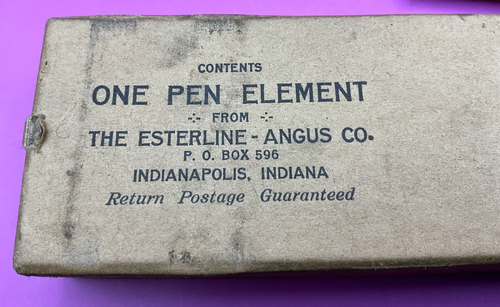 CONTENTS
ONE PEN ELEMENT
FROM
THE ESTERLINE-ANGUS CO.
P. O. BOX 596
INDIANAPOLIS, INDIANA
Return Postage Guaranteed